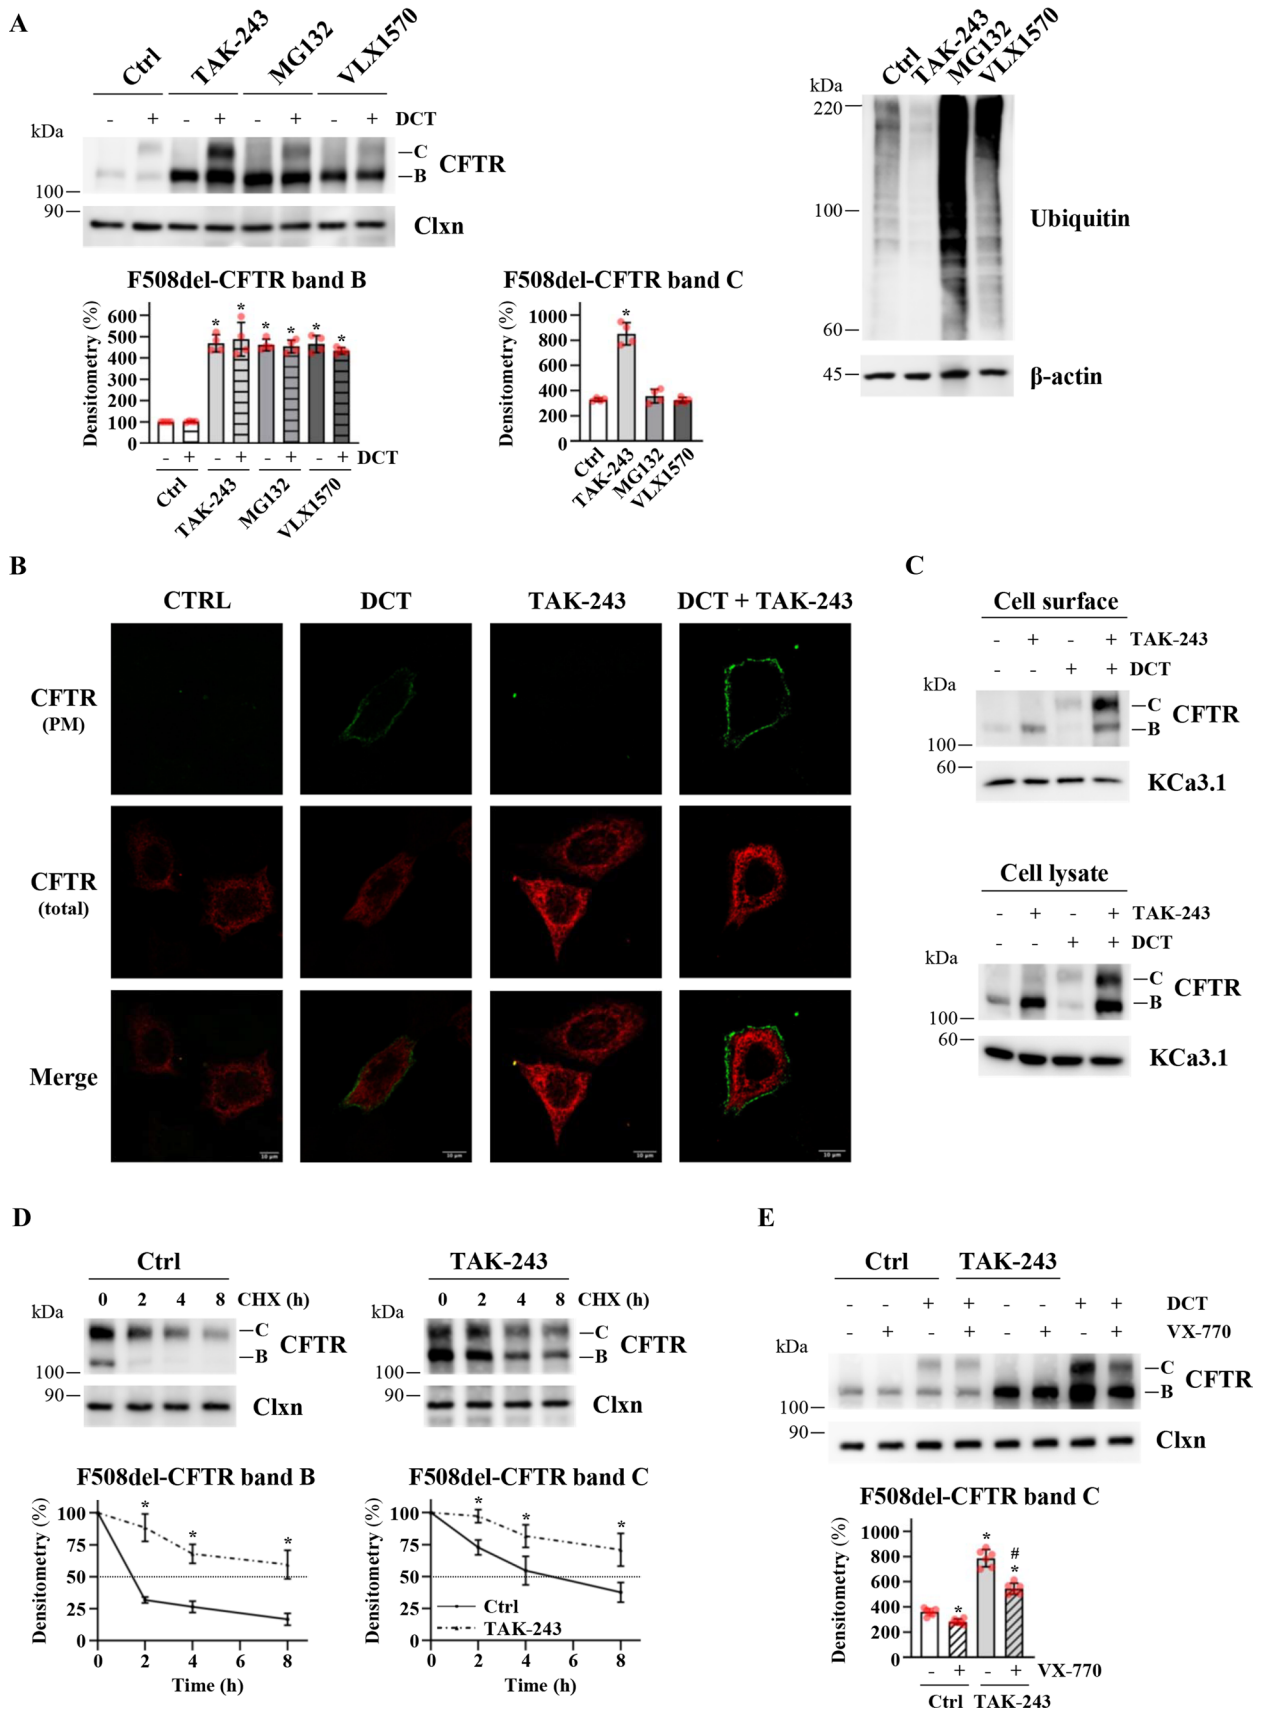 A
Ctrl
TAK-243
MG132
VLX1570
- + - + - + - + DCT
kDa
C
B
CFTR
100
90
Clxn
F508del-CFTR band B
Densitometry (%)
600
500
400
300
200
100
0
- + - + - + - + DCT
Ctrl
TAK-243
MG132
VLX1570
* * * * * *
F508del-CFTR band C
Densitometry (%)
1000
800
600
400
200
0
*
Ctrl
TAK-243
MG132
VLX1570
Ctrl
TAK-243
MG132
VLX1570
kDa
220
100
60
Ubiquitin
45
β-actin
B
CTRL DCT TAK-243 DCT + TAK-243
CFTR
(PM)
CFTR
(total)
Merge
10 µm 10 µm 10 µm 10 µm
C
Cell surface
- + - + TAK-243
- - + + DCT
kDa
C
B
CFTR
100
60
KCa3.1
Cell lysate
- + - + TAK-243
- - + + DCT
kDa
C
B
CFTR
100
60
KCa3.1
D
Ctrl
0 2 4 8 CHX (h)
kDa
C
B
CFTR
100
90
Clxn
TAK-243
0 2 4 8 CHX (h)
kDa
C
B
CFTR
100
90
Clxn
F508del-CFTR band B
Densitometry (%)
100
75
50
25
0
* * *
0 2 4 6 8
Time (h)
F508del-CFTR band C
Densitometry (%)
100
75
50
25
0
* * *
Ctrl
TAK-243
0 2 4 6 8
Time (h)
E
Ctrl TAK-243
- - + + - - + + DCT
- + - + - + - + VX-770
kDa
C
B
CFTR
100
90
Clxn
F508del-CFTR band C
Densitometry (%)
1000
800
600
400
200
0
* * # *
- + - + VX-770
Ctrl TAK-243